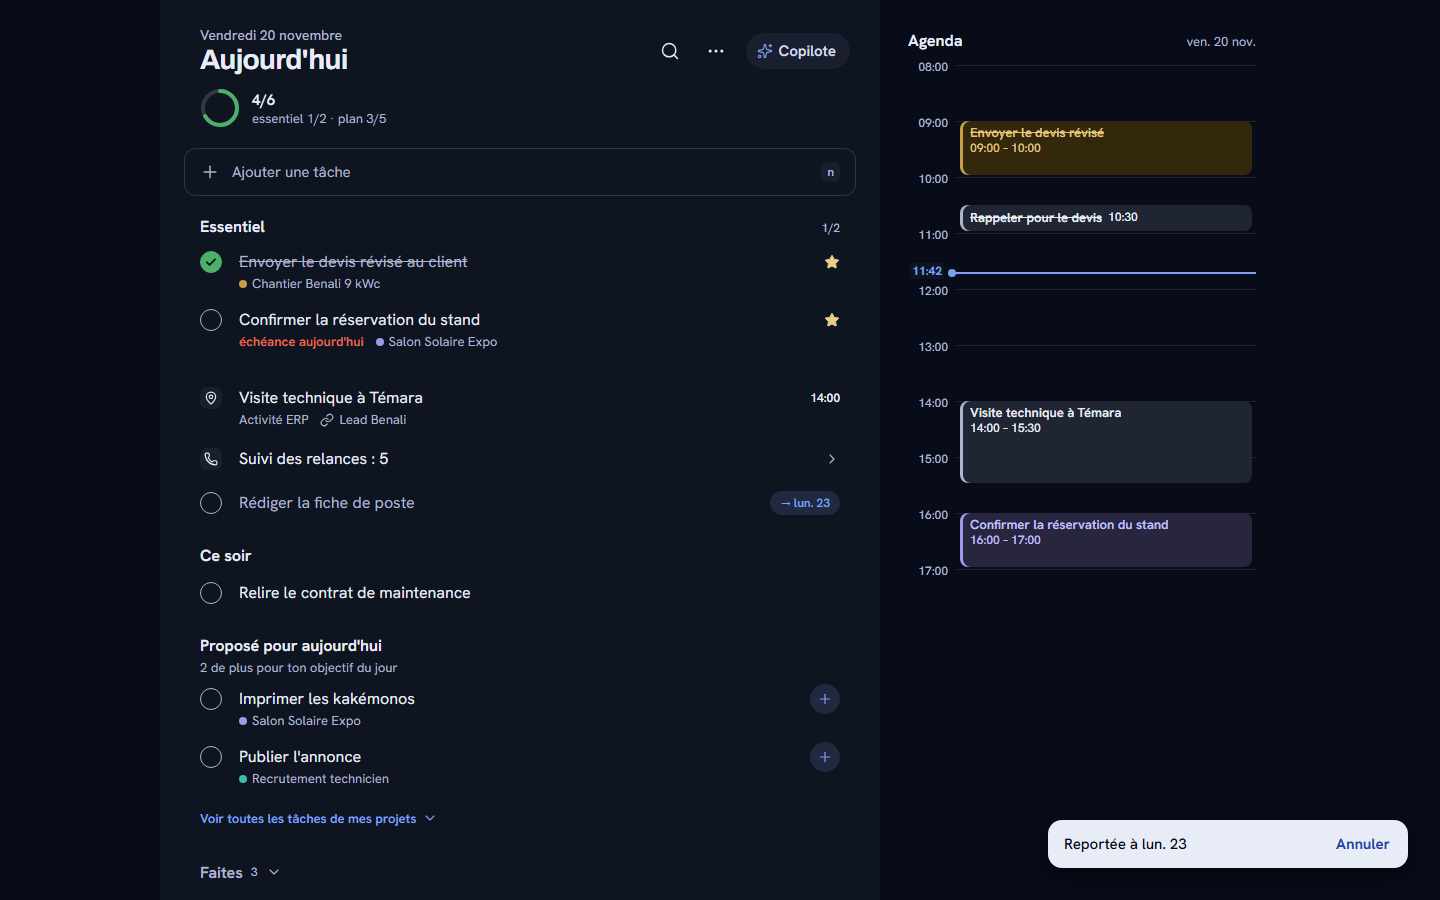 Vendredi 20 novembre
Aujourd'hui
Copilote
4/6
essentiel 1/2 · plan 3/5
Ajouter une tâche
n
Essentiel
1/2
Envoyer le devis révisé au client
Chantier Benali 9 kWc
Confirmer la réservation du stand
échéance aujourd'hui Salon Solaire Expo
Visite technique à Témara
14:00
Activité ERP Lead Benali
Suivi des relances : 5
Rédiger la fiche de poste
→ lun. 23
Ce soir
Relire le contrat de maintenance
Proposé pour aujourd'hui
2 de plus pour ton objectif du jour
Imprimer les kakémonos
Salon Solaire Expo
Publier l'annonce
Recrutement technicien
Voir toutes les tâches de mes projets
Faites 3
Agenda
ven. 20 nov.
08:00
09:00
Envoyer le devis révisé
09:00 – 10:00
10:00
Rappeler pour le devis 10:30
11:00
11:42
12:00
13:00
14:00
Visite technique à Témara
14:00 – 15:30
15:00
16:00
Confirmer la réservation du stand
16:00 – 17:00
17:00
Reportée à lun. 23
Annuler